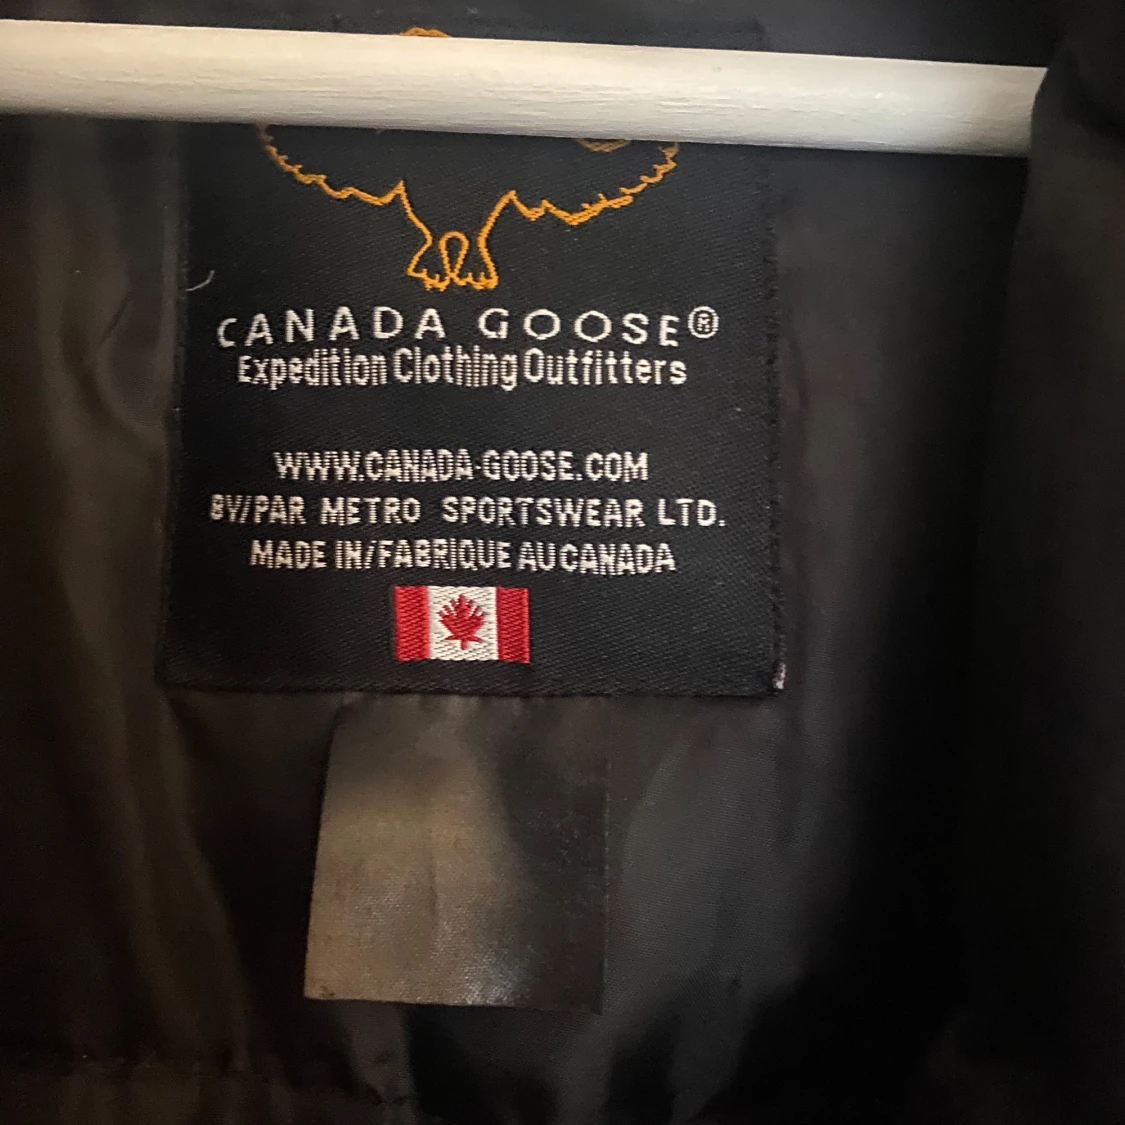 CANADA GOOSE®
Expedition Clothing Outfitters
WWW.CANADA-GOOSE.COM
BY/PAR METRO SPORTSWEAR LTD.
MADE IN/FABRIQUE AU CANADA